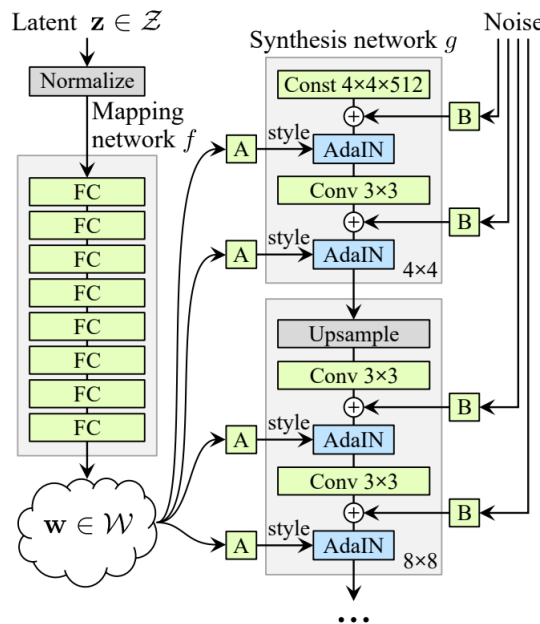 Latent z ∈ Z
Normalize
Mapping
network f
FC
FC
FC
FC
FC
FC
FC
FC
w ∈ W
Synthesis network g
Noise
Const 4×4×512
B
A
style
AdaIN
Conv 3×3
B
A
style
AdaIN
4×4
Upsample
Conv 3×3
B
A
style
AdaIN
Conv 3×3
B
A
style
AdaIN
8×8
...